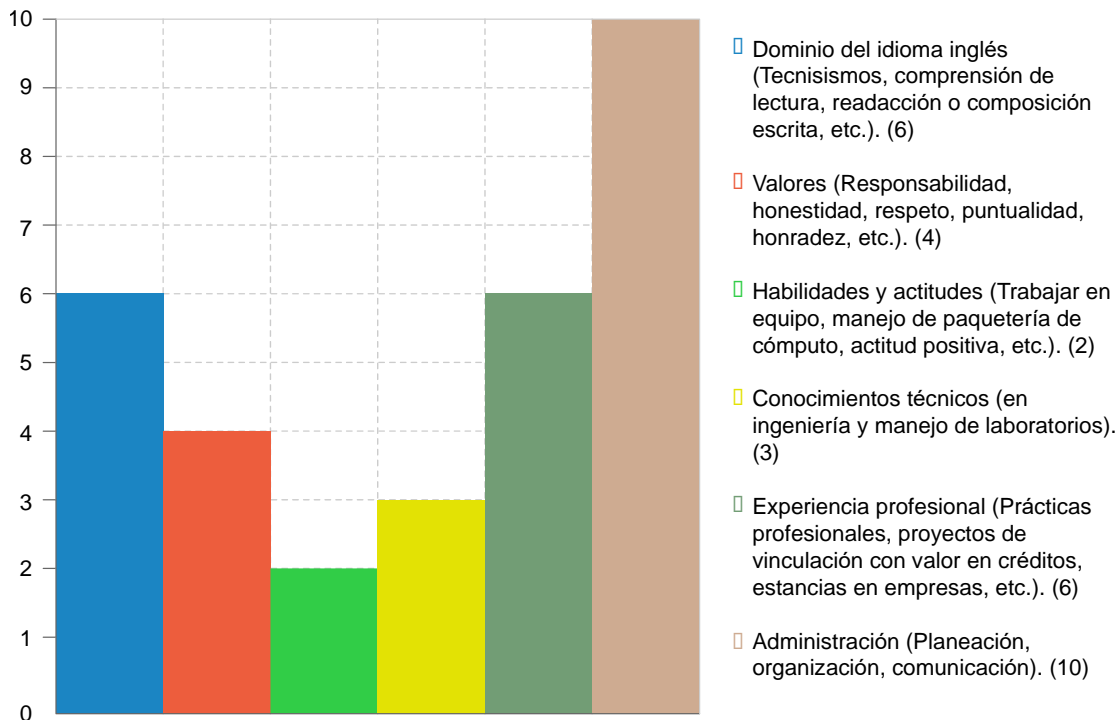 10
9
8
7
6
5
4
3
2
1
0
Dominio del idioma inglés
(Tecnisismos, comprensión de
lectura, readacción o composición
escrita, etc.). (6)
Valores (Responsabilidad,
honestidad, respeto, puntualidad,
honradez, etc.). (4)
Habilidades y actitudes (Trabajar en
equipo, manejo de paquetería de
cómputo, actitud positiva, etc.). (2)
Conocimientos técnicos (en
ingeniería y manejo de laboratorios).
(3)
Experiencia profesional (Prácticas
profesionales, proyectos de
vinculación con valor en créditos,
estancias en empresas, etc.). (6)
Administración (Planeación,
organización, comunicación). (10)